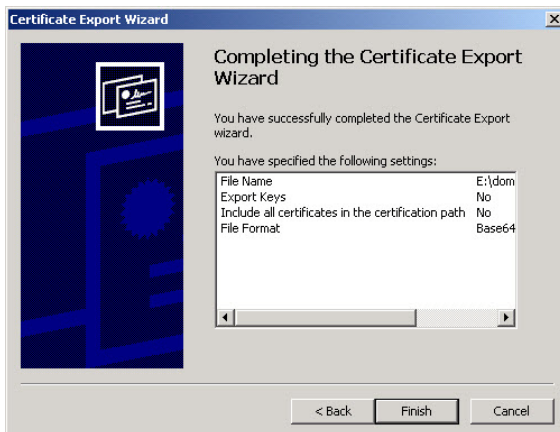 Certificate Export Wizard
Completing the Certificate Export
Wizard
You have successfully completed the Certificate Export
wizard.
You have specified the following settings:
File Name E:\dom
Export Keys No
Include all certificates in the certification path No
File Format Base64
< Back Finish Cancel